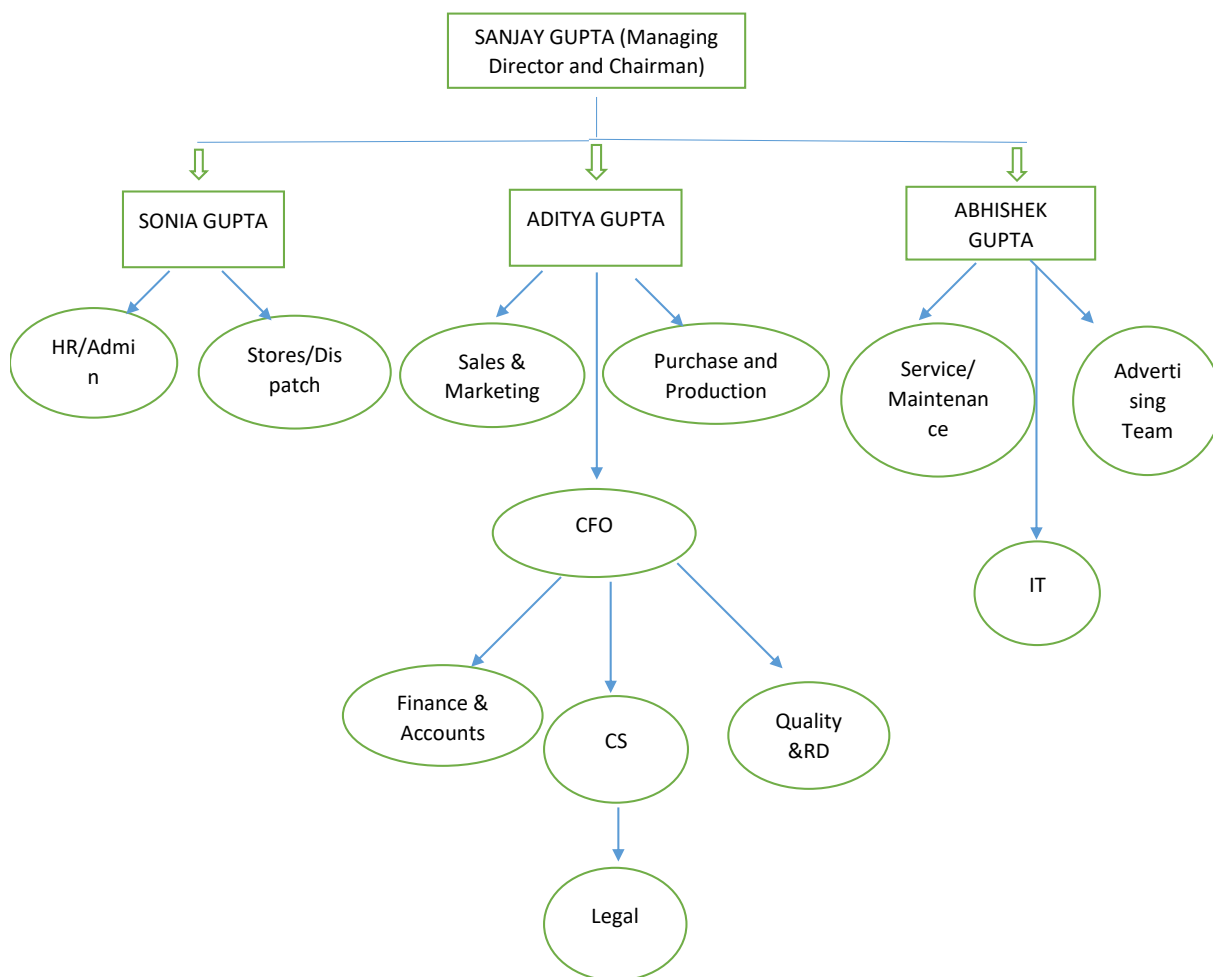 SANJAY GUPTA (Managing
Director and Chairman)
SONIA GUPTA
ADITYA GUPTA
ABHISHEK
GUPTA
HR/Admi
n
Stores/Dis
patch
Sales &
Marketing
Purchase and
Production
Service/
Maintenan
ce
Adverti
sing
Team
CFO
IT
Finance &
Accounts
CS
Quality
&RD
Legal